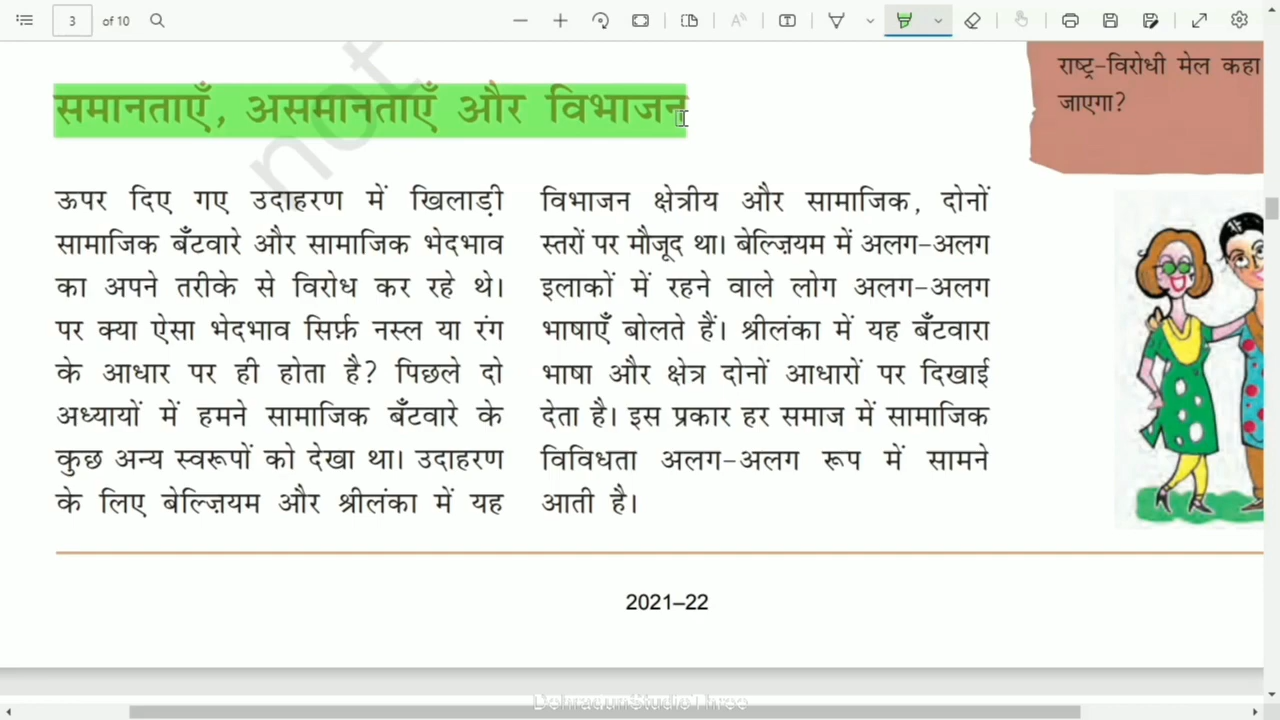 3 of 10
राष्ट्र-विरोधी मेल कहा
जाएगा?
समानताएँ, असमानताएँ और विभाजन
ऊपर दिए गए उदाहरण में खिलाड़ी
सामाजिक बँटवारे और सामाजिक भेदभाव
का अपने तरीके से विरोध कर रहे थे।
पर क्या ऐसा भेदभाव सिर्फ़ नस्ल या रंग
के आधार पर ही होता है? पिछले दो
अध्यायों में हमने सामाजिक बँटवारे के
कुछ अन्य स्वरूपों को देखा था। उदाहरण
के लिए बेल्ज़ियम और श्रीलंका में यह
विभाजन क्षेत्रीय और सामाजिक, दोनों
स्तरों पर मौजूद था। बेल्ज़ियम में अलग-अलग
इलाकों में रहने वाले लोग अलग-अलग
भाषाएँ बोलते हैं। श्रीलंका में यह बँटवारा
भाषा और क्षेत्र दोनों आधारों पर दिखाई
देता है। इस प्रकार हर समाज में सामाजिक
विविधता अलग-अलग रूप में सामने
आती है।
not
2021–22
DehradunStudioThree